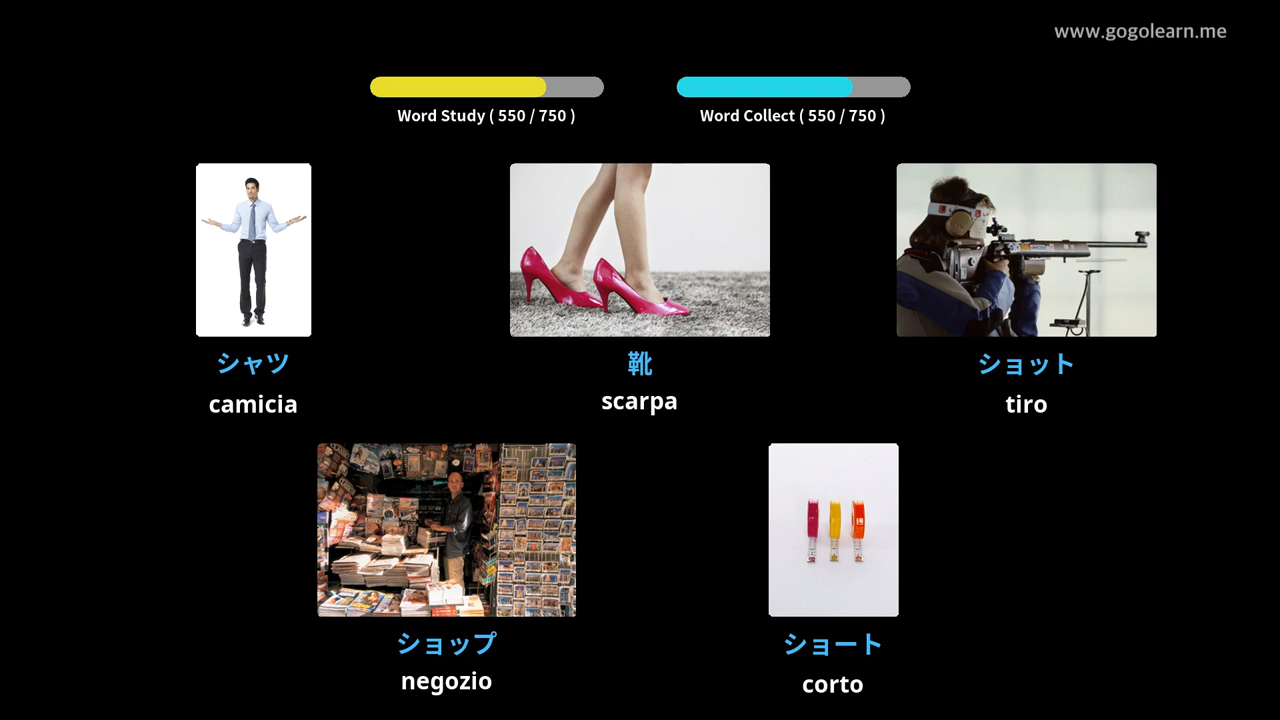 www.gogolearn.me
Word Study ( 550 / 750 )
Word Collect ( 550 / 750 )
シャツ
camicia
靴
scarpa
ショット
tiro
ショップ
negozio
ショート
corto